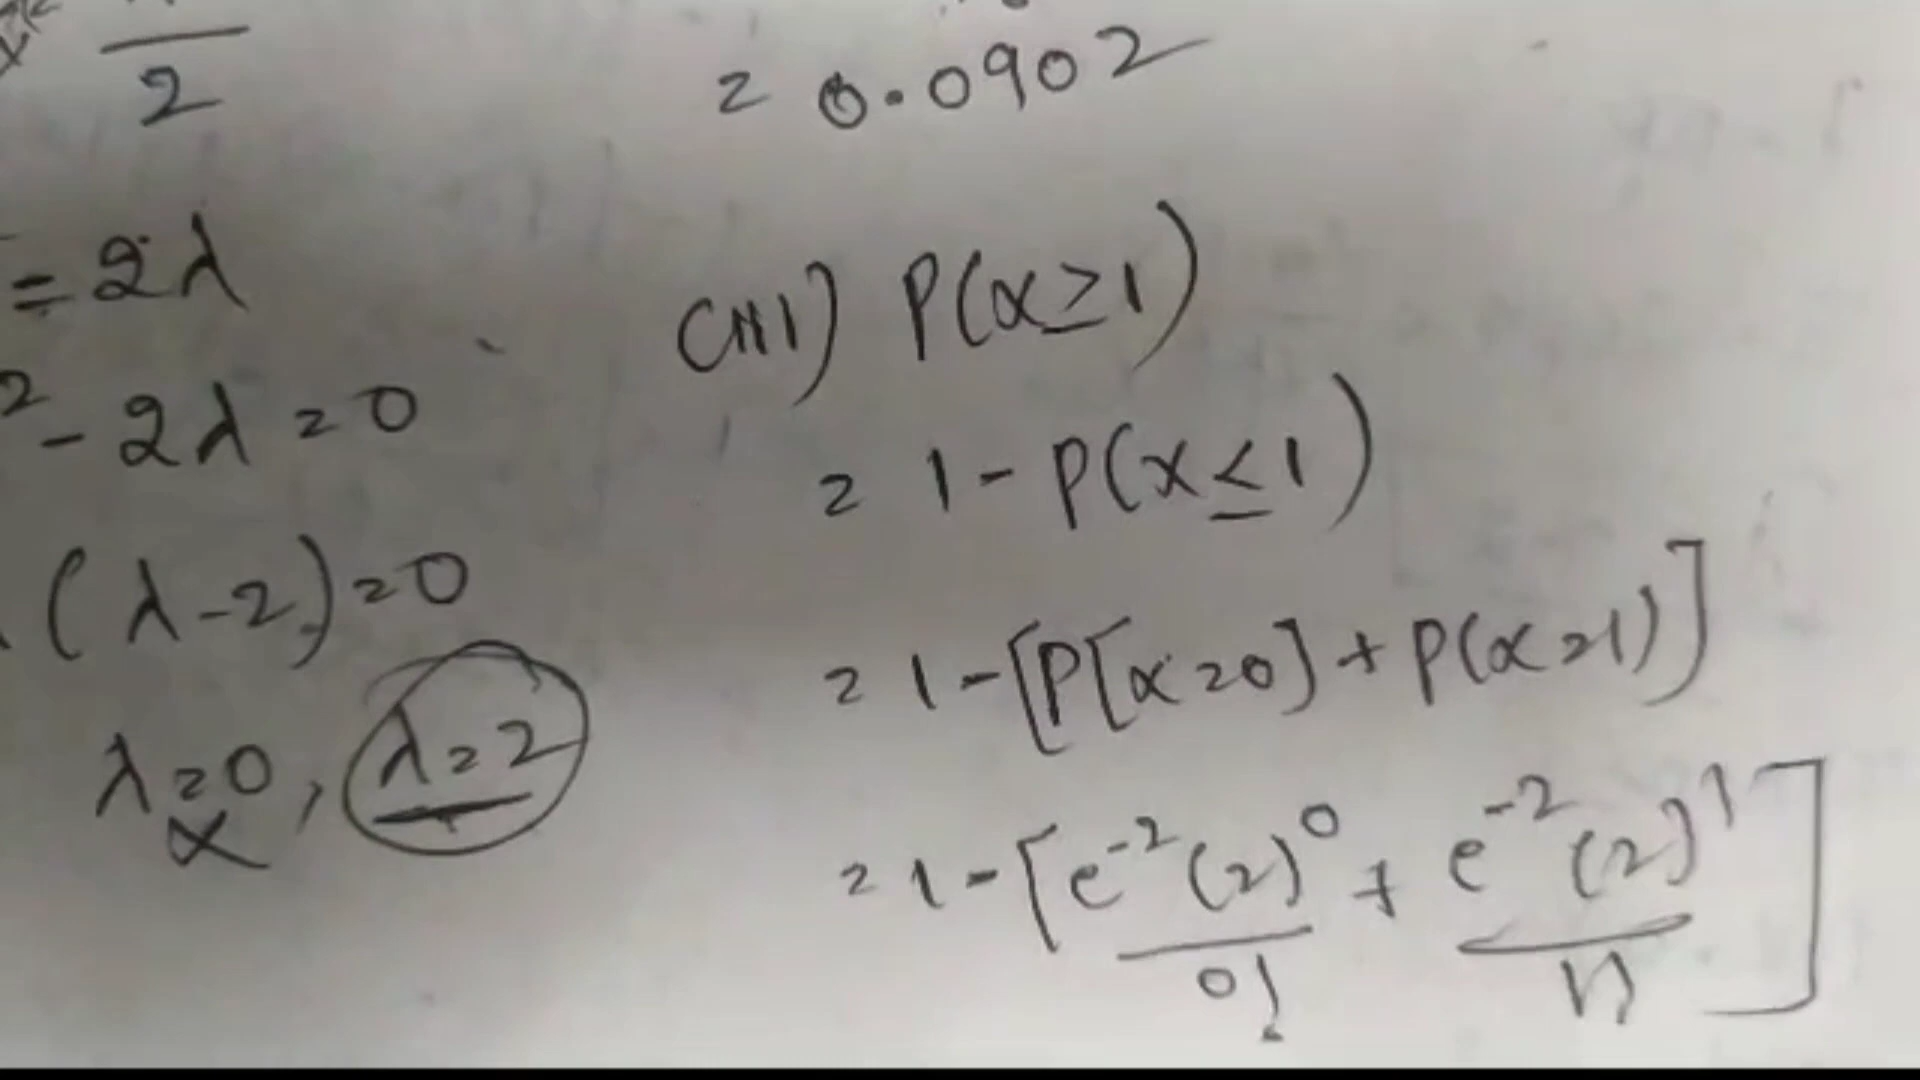 2
= 2λ
2 - 2λ = 0
(λ-2) = 0
λ=0, λ=2
x
= 0.0902
(iii) P(x≥1)
= 1 - P(x≤1)
= 1 - [P[x=0] + P(x=1)]
= 1 - [e^-2 (2)^0 / 0! + e^-2 (2)^1 / 1!]